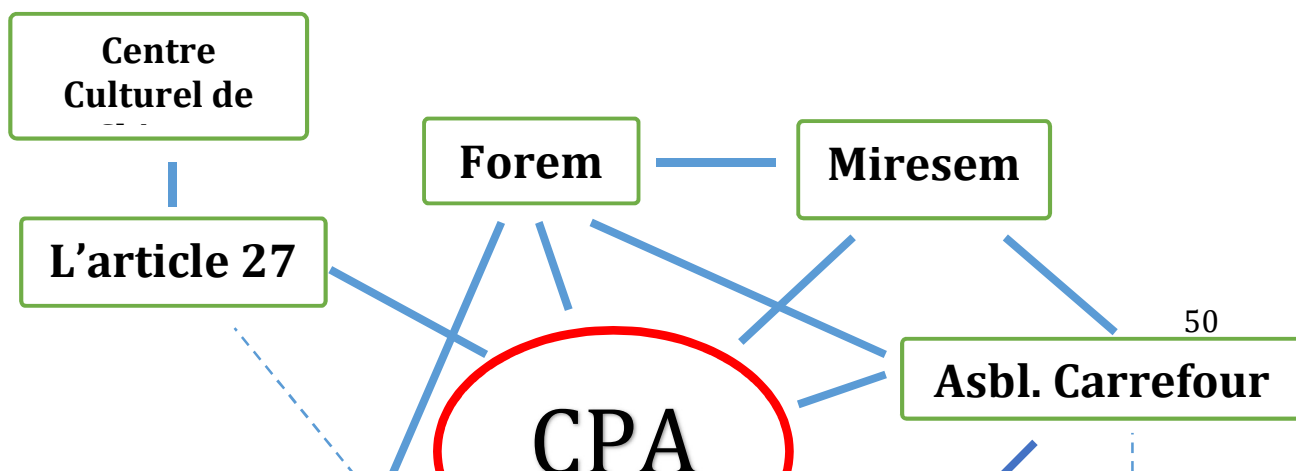 Centre
Culturel de
Forem
Miresem
L’article 27
50
Asbl. Carrefour
CPA